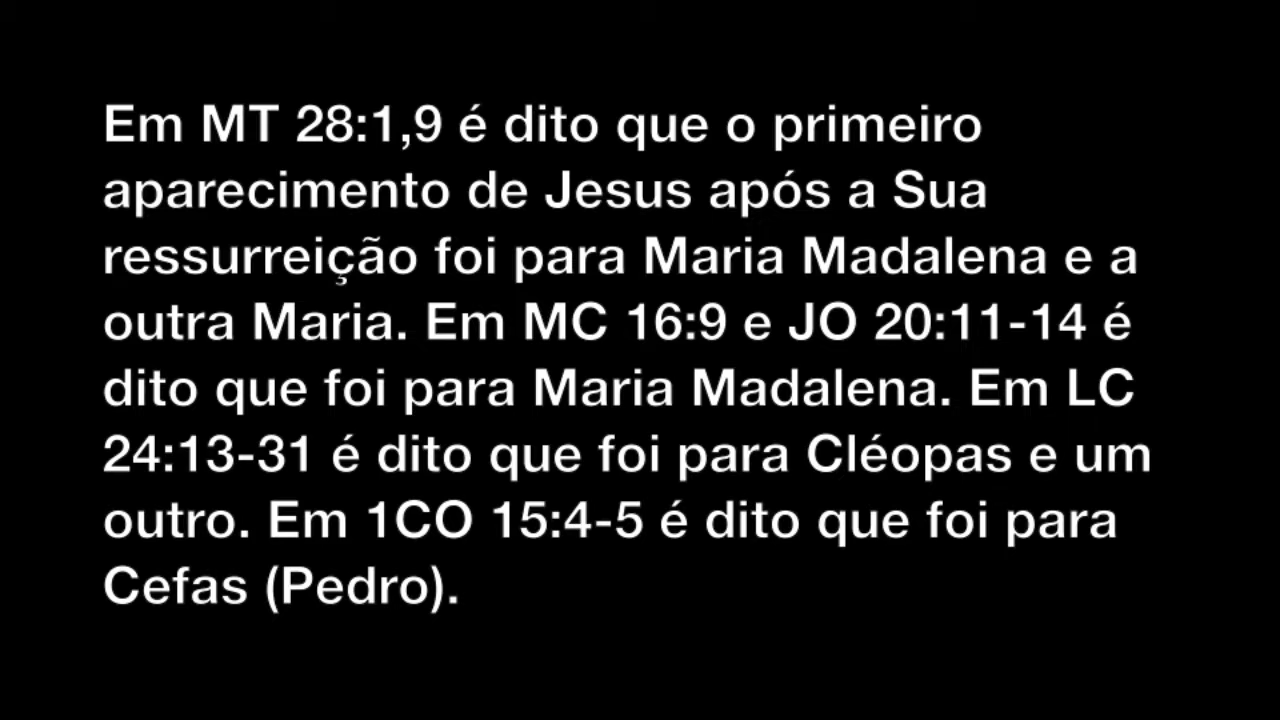 Em MT 28:1,9 é dito que o primeiro
aparecimento de Jesus após a Sua
ressurreição foi para Maria Madalena e a
outra Maria. Em MC 16:9 e JO 20:11-14 é
dito que foi para Maria Madalena. Em LC
24:13-31 é dito que foi para Cléopas e um
outro. Em 1CO 15:4-5 é dito que foi para
Cefas (Pedro).